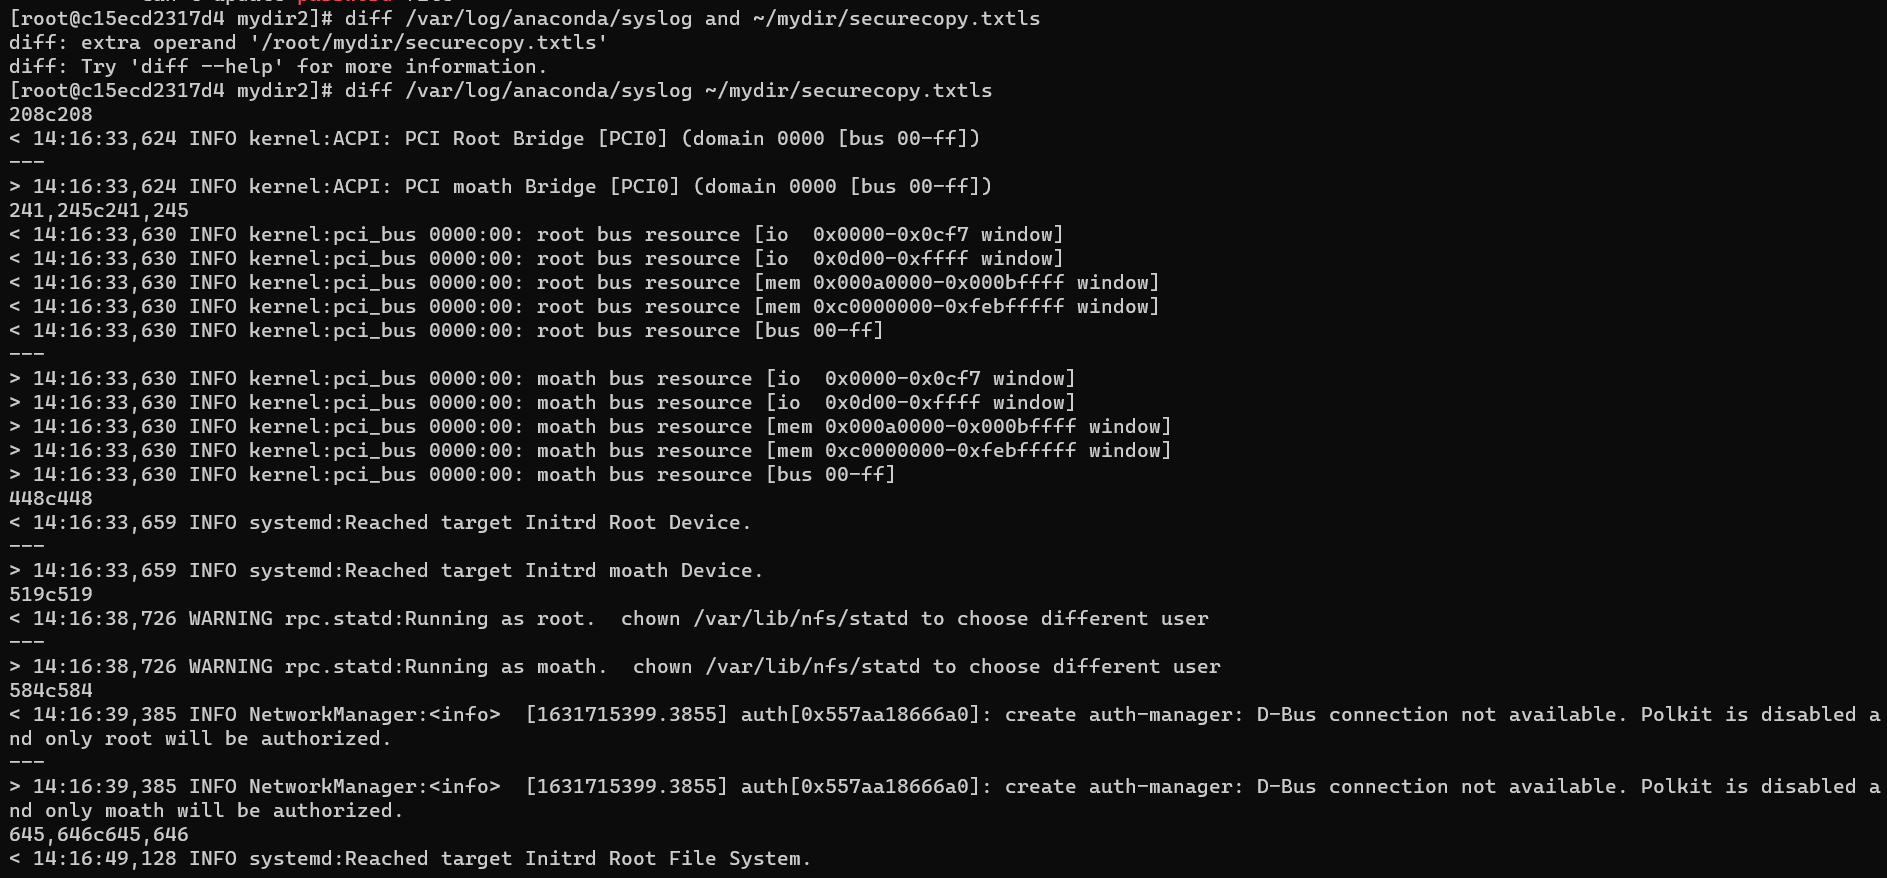 [root@c15ecd2317d4 mydir2]# diff /var/log/anaconda/syslog and ~/mydir/securecopy.txtls
diff: extra operand '/root/mydir/securecopy.txtls'
diff: Try 'diff --help' for more information.
[root@c15ecd2317d4 mydir2]# diff /var/log/anaconda/syslog ~/mydir/securecopy.txtls
208c208
< 14:16:33,624 INFO kernel:ACPI: PCI Root Bridge [PCI0] (domain 0000 [bus 00-ff])
---
> 14:16:33,624 INFO kernel:ACPI: PCI moath Bridge [PCI0] (domain 0000 [bus 00-ff])
241,245c241,245
< 14:16:33,630 INFO kernel:pci_bus 0000:00: root bus resource [io  0x0000-0x0cf7 window]
< 14:16:33,630 INFO kernel:pci_bus 0000:00: root bus resource [io  0x0d00-0xffff window]
< 14:16:33,630 INFO kernel:pci_bus 0000:00: root bus resource [mem 0x000a0000-0x000bffff window]
< 14:16:33,630 INFO kernel:pci_bus 0000:00: root bus resource [mem 0xc0000000-0xfebfffff window]
< 14:16:33,630 INFO kernel:pci_bus 0000:00: root bus resource [bus 00-ff]
---
> 14:16:33,630 INFO kernel:pci_bus 0000:00: moath bus resource [io  0x0000-0x0cf7 window]
> 14:16:33,630 INFO kernel:pci_bus 0000:00: moath bus resource [io  0x0d00-0xffff window]
> 14:16:33,630 INFO kernel:pci_bus 0000:00: moath bus resource [mem 0x000a0000-0x000bffff window]
> 14:16:33,630 INFO kernel:pci_bus 0000:00: moath bus resource [mem 0xc0000000-0xfebfffff window]
> 14:16:33,630 INFO kernel:pci_bus 0000:00: moath bus resource [bus 00-ff]
448c448
< 14:16:33,659 INFO systemd:Reached target Initrd Root Device.
---
> 14:16:33,659 INFO systemd:Reached target Initrd moath Device.
519c519
< 14:16:38,726 WARNING rpc.statd:Running as root.  chown /var/lib/nfs/statd to choose different user
---
> 14:16:38,726 WARNING rpc.statd:Running as moath.  chown /var/lib/nfs/statd to choose different user
584c584
< 14:16:39,385 INFO NetworkManager:<info>  [1631715399.3855] auth[0x557aa18666a0]: create auth-manager: D-Bus connection not available. Polkit is disabled a
nd only root will be authorized.
---
> 14:16:39,385 INFO NetworkManager:<info>  [1631715399.3855] auth[0x557aa18666a0]: create auth-manager: D-Bus connection not available. Polkit is disabled a
nd only moath will be authorized.
645,646c645,646
< 14:16:49,128 INFO systemd:Reached target Initrd Root File System.